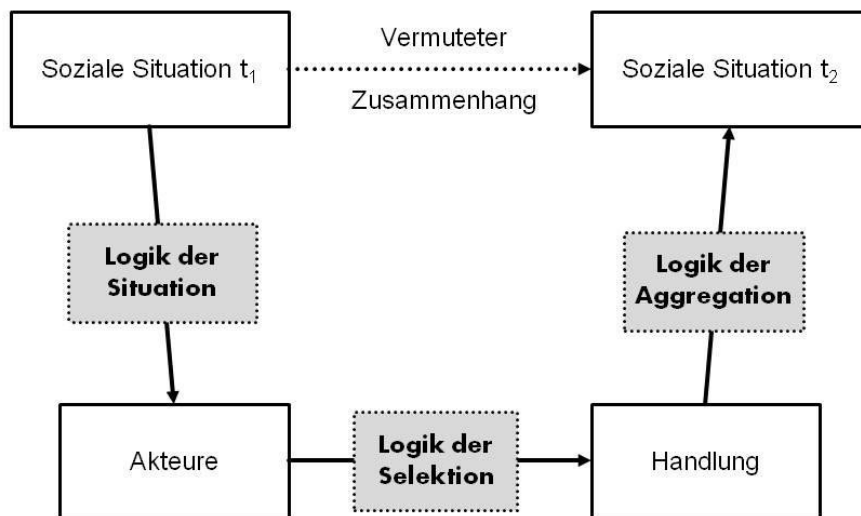 Soziale Situation t₁
Vermuteter
Zusammenhang
Soziale Situation t₂
Logik der
Situation
Logik der
Aggregation
Akteure
Logik der
Selektion
Handlung